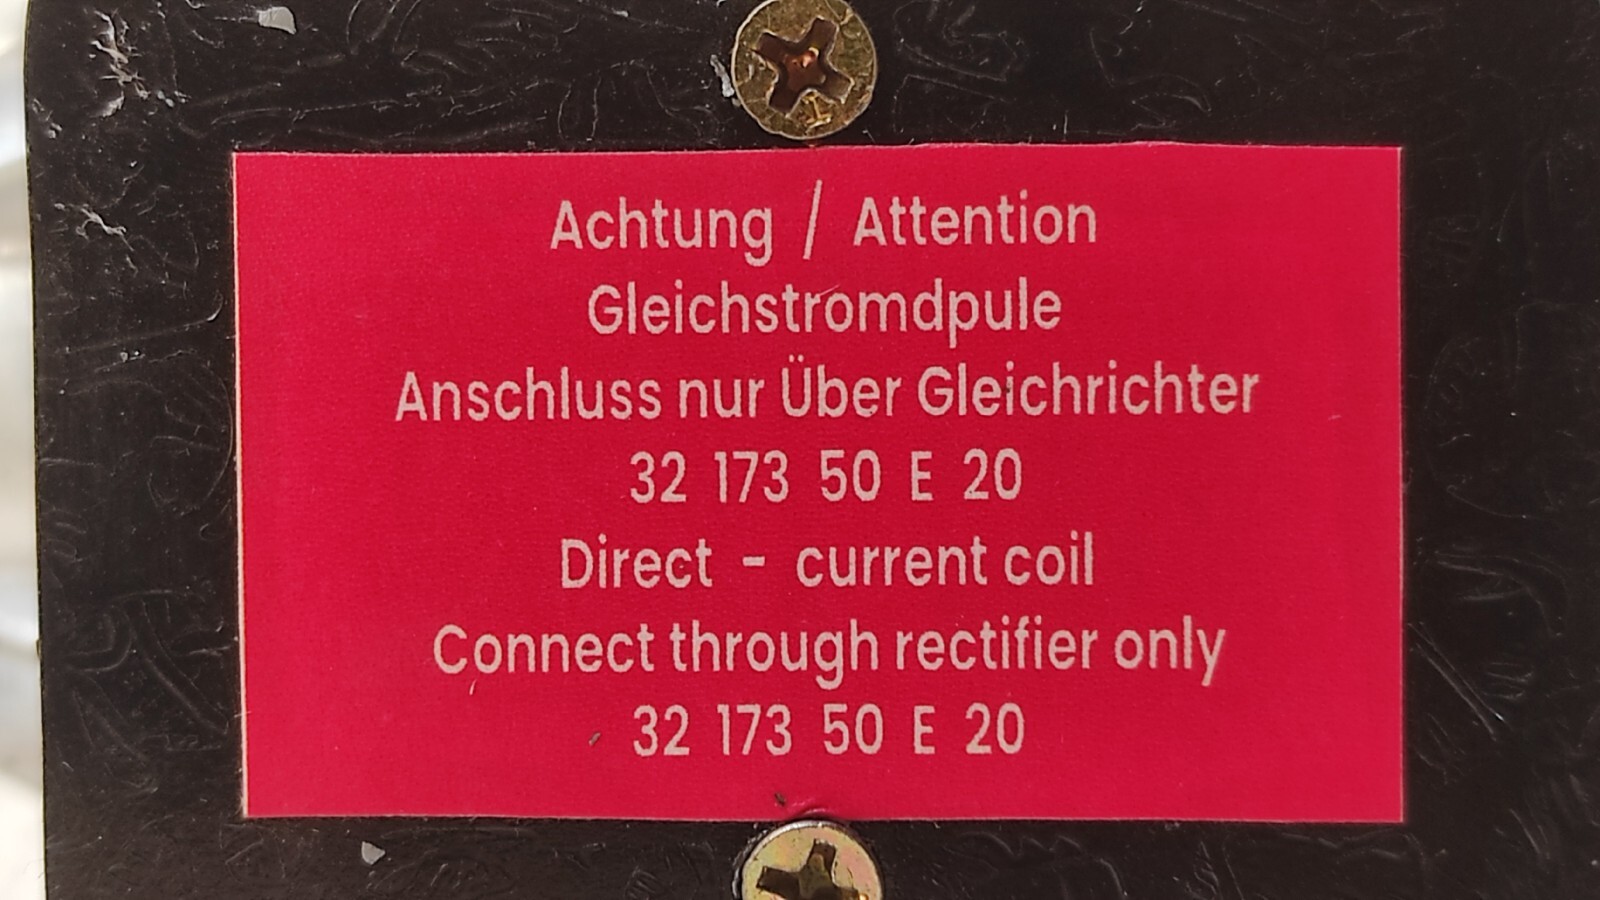 Achtung / Attention
Gleichstromdpule
Anschluss nur Über Gleichrichter
32 173 50 E 20
Direct - current coil
Connect through rectifier only
32 173 50 E 20